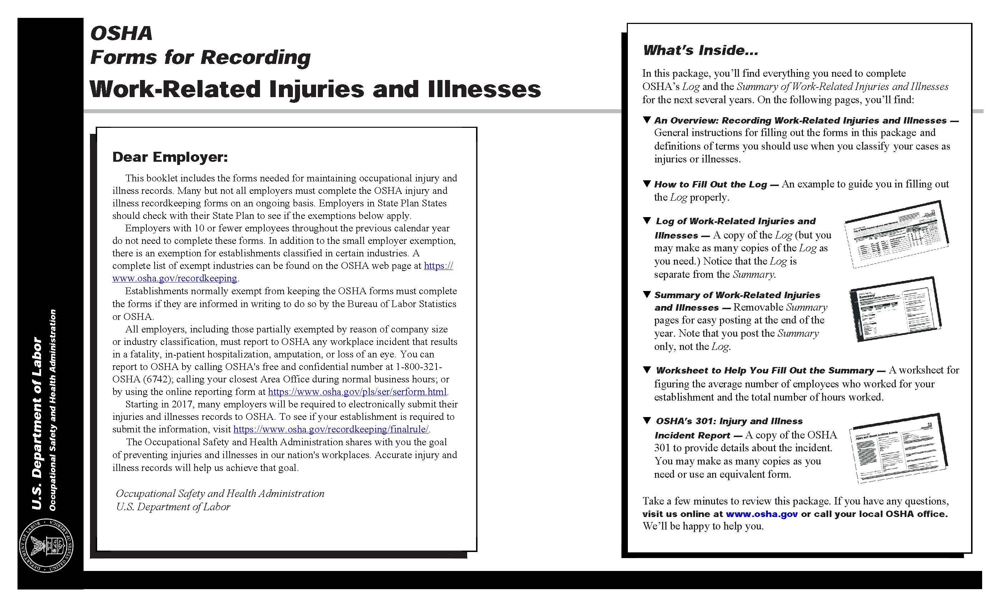 OSHA
Forms for Recording
Work-Related Injuries and Illnesses
Dear Employer:
This booklet includes the forms needed for maintaining occupational injury and
illness records. Many but not all employers must complete the OSHA injury and
illness recordkeeping forms on an ongoing basis. Employers in State Plan States
should check with their State Plan to see if the exemptions below apply.
Employers with 10 or fewer employees throughout the previous calendar year
do not need to complete these forms. In addition to the small employer exemption,
there is an exemption for establishments classified in certain industries. A
complete list of exempt industries can be found on the OSHA web page at https://
www.osha.gov/recordkeeping.
Establishments normally exempt from keeping the OSHA forms must complete
the forms if they are informed in writing to do so by the Bureau of Labor Statistics
or OSHA.
All employers, including those partially exempted by reason of company size
or industry classification, must report to OSHA any workplace incident that results
in a fatality, in-patient hospitalization, amputation, or loss of an eye. You can
report to OSHA by calling OSHA's free and confidential number at 1-800-321-
OSHA (6742); calling your closest Area Office during normal business hours; or
by using the online reporting form at https://www.osha.gov/pls/ser/serform.html.
Starting in 2017, many employers will be required to electronically submit their
injuries and illnesses records to OSHA. To see if your establishment is required to
submit the information, visit https://www.osha.gov/recordkeeping/finalrule/.
The Occupational Safety and Health Administration shares with you the goal
of preventing injuries and illnesses in our nation's workplaces. Accurate injury and
illness records will help us achieve that goal.
Occupational Safety and Health Administration
U.S. Department of Labor
What's Inside…
In this package, you'll find everything you need to complete
OSHA's Log and the Summary of Work-Related Injuries and Illnesses
for the next several years. On the following pages, you'll find:
▼ An Overview: Recording Work-Related Injuries and Illnesses —
General instructions for filling out the forms in this package and
definitions of terms you should use when you classify your cases as
injuries or illnesses.
▼ How to Fill Out the Log — An example to guide you in filling out
the Log properly.
▼ Log of Work-Related Injuries and
Illnesses — A copy of the Log (but you
may make as many copies of the Log as
you need.) Notice that the Log is
separate from the Summary.
▼ Summary of Work-Related Injuries
and Illnesses — Removable Summary
pages for easy posting at the end of the
year. Note that you post the Summary
only, not the Log.
▼ Worksheet to Help You Fill Out the Summary — A worksheet for
figuring the average number of employees who worked for your
establishment and the total number of hours worked.
▼ OSHA's 301: Injury and Illness
Incident Report — A copy of the OSHA
301 to provide details about the incident.
You may make as many copies as you
need or use an equivalent form.
Take a few minutes to review this package. If you have any questions,
visit us online at www.osha.gov or call your local OSHA office.
We'll be happy to help you.
U.S. Department of Labor
Occupational Safety and Health Administration
DEPARTMENT OF LABOR
UNITED STATES OF AMERICA
Log of Work-Related Injuries and Illnesses
Summary
Injury and Illness Incident